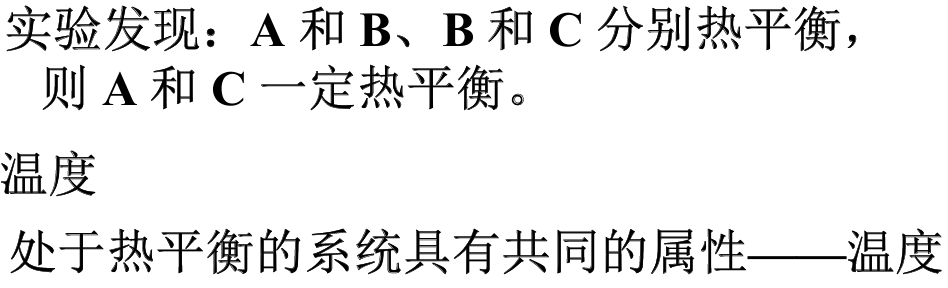 实验发现：A 和 B、B 和 C 分别热平衡，
则 A 和 C 一定热平衡。
温度
处于热平衡的系统具有共同的属性——温度